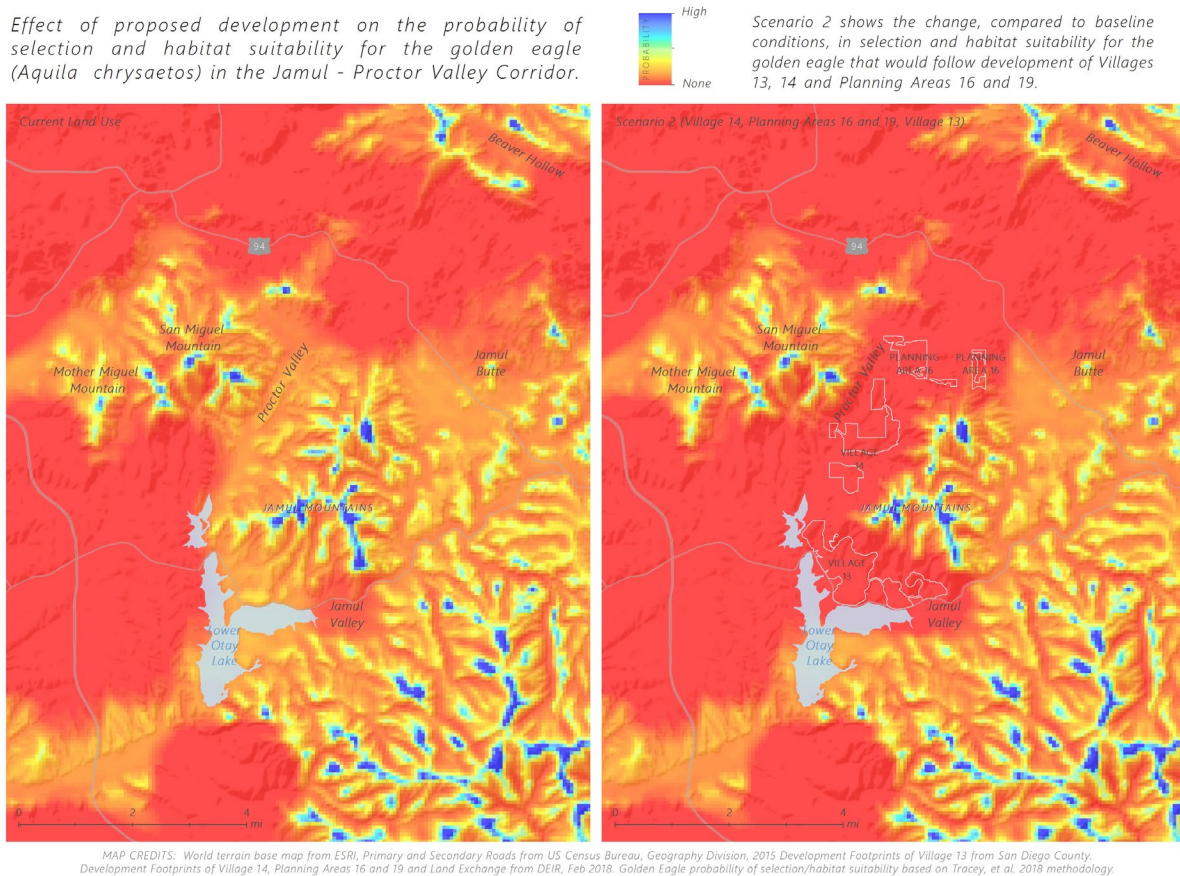 Effect of proposed development on the probability of
selection and habitat suitability for the golden eagle
(Aquila chrysaetos) in the Jamul - Proctor Valley Corridor.
High
PROBABILITY
None
Scenario 2 shows the change, compared to baseline
conditions, in selection and habitat suitability for the
golden eagle that would follow development of Villages
13, 14 and Planning Areas 16 and 19.
Current Land Use
Beaver Hollow
94
San Miguel
Mountain
Mother Miguel
Mountain
Proctor Valley
Jamul
Butte
JAMUL MOUNTAINS
Jamul
Valley
Lower
Otay
Lake
0 2 4
mi
Scenario 2 (Village 14, Planning Areas 16 and 19, Village 13)
Beaver Hollow
94
San Miguel
Mountain
Mother Miguel
Mountain
Proctor Valley
PLANNING
AREA 16
PLANNING
AREA 16
Jamul
Butte
VILLAGE
14
JAMUL MOUNTAINS
VILLAGE
13
Jamul
Valley
Lower
Otay
Lake
0 2 4
mi
MAP CREDITS: World terrain base map from ESRI, Primary and Secondary Roads from US Census Bureau, Geography Division, 2015 Development Footprints of Village 13 from San Diego County.
Development Footprints of Village 14, Planning Areas 16 and 19 and Land Exchange from DEIR, Feb 2018. Golden Eagle probability of selection/habitat suitability based on Tracey, et al. 2018 methodology.